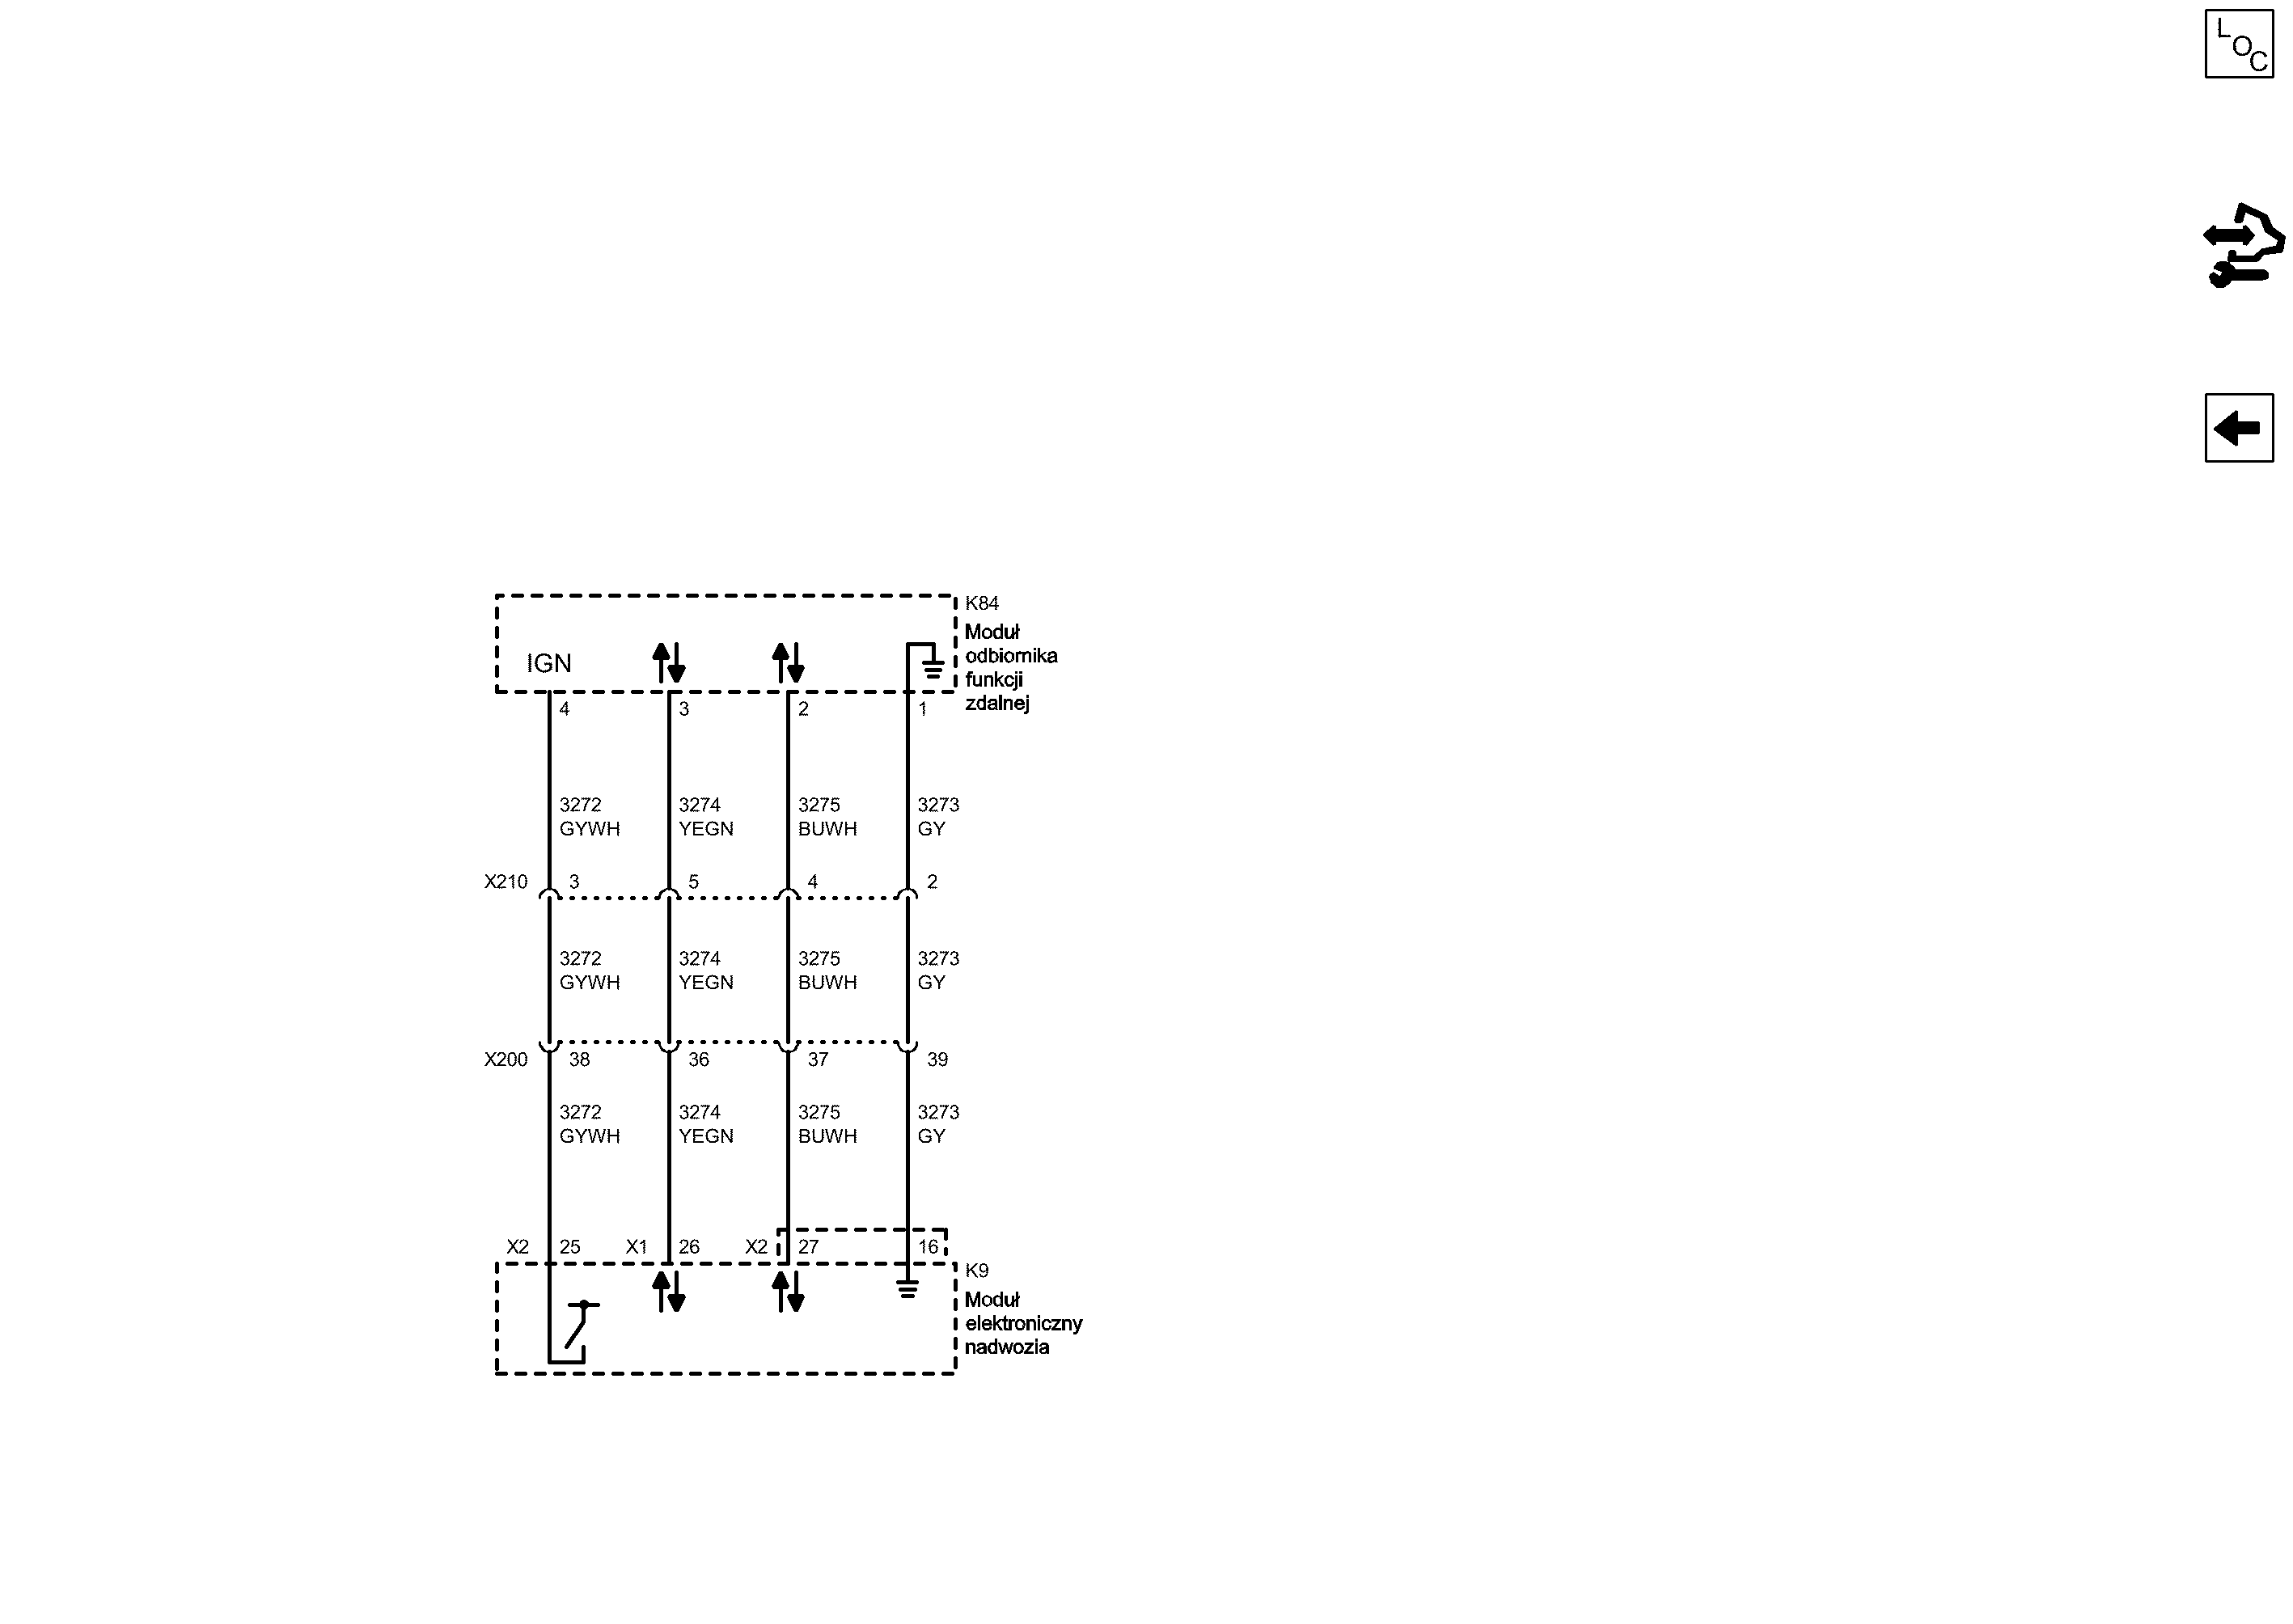 LOC
K84
Moduł
odbiornika
funkcji
zdalnej
IGN
4 3 2 1
3272 3274 3275 3273
GYWH YEGN BUWH GY
X210 3 5 4 2
3272 3274 3275 3273
GYWH YEGN BUWH GY
X200 38 36 37 39
3272 3274 3275 3273
GYWH YEGN BUWH GY
X2 25 X1 26 X2 27 16
K9
Moduł
elektroniczny
nadwozia